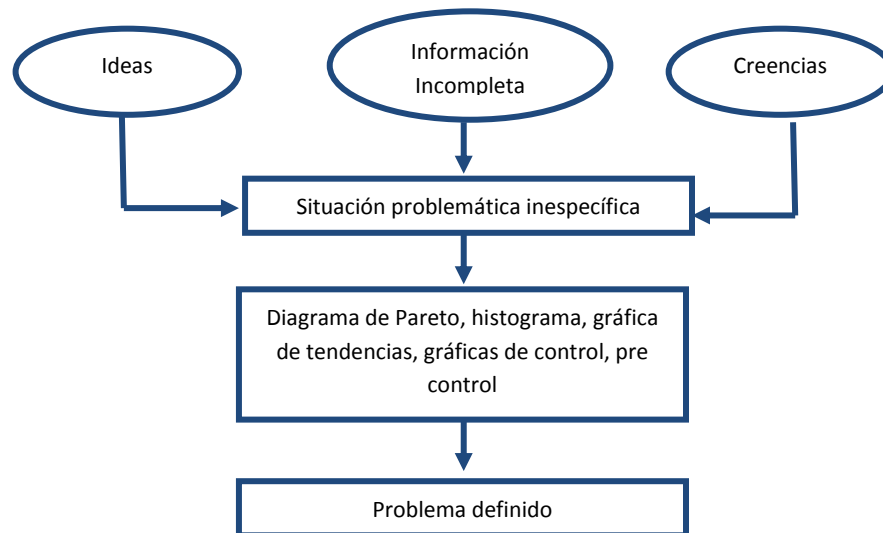 Ideas
Información
Incompleta
Creencias
Situación problemática inespecífica
Diagrama de Pareto, histograma, gráfica
de tendencias, gráficas de control, pre
control
Problema definido